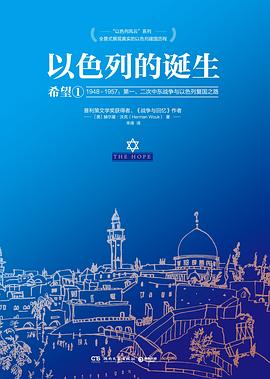 “以色列风云”系列
全景式展现真实的以色列建国历程
以色列的诞生
希望① 1948-1957：第一、二次中东战争与以色列复国之路
普利策文学奖获得者、《战争与回忆》作者
［美］赫尔曼·沃克（Herman Wouk） 著
辛涛 译
THE HOPE